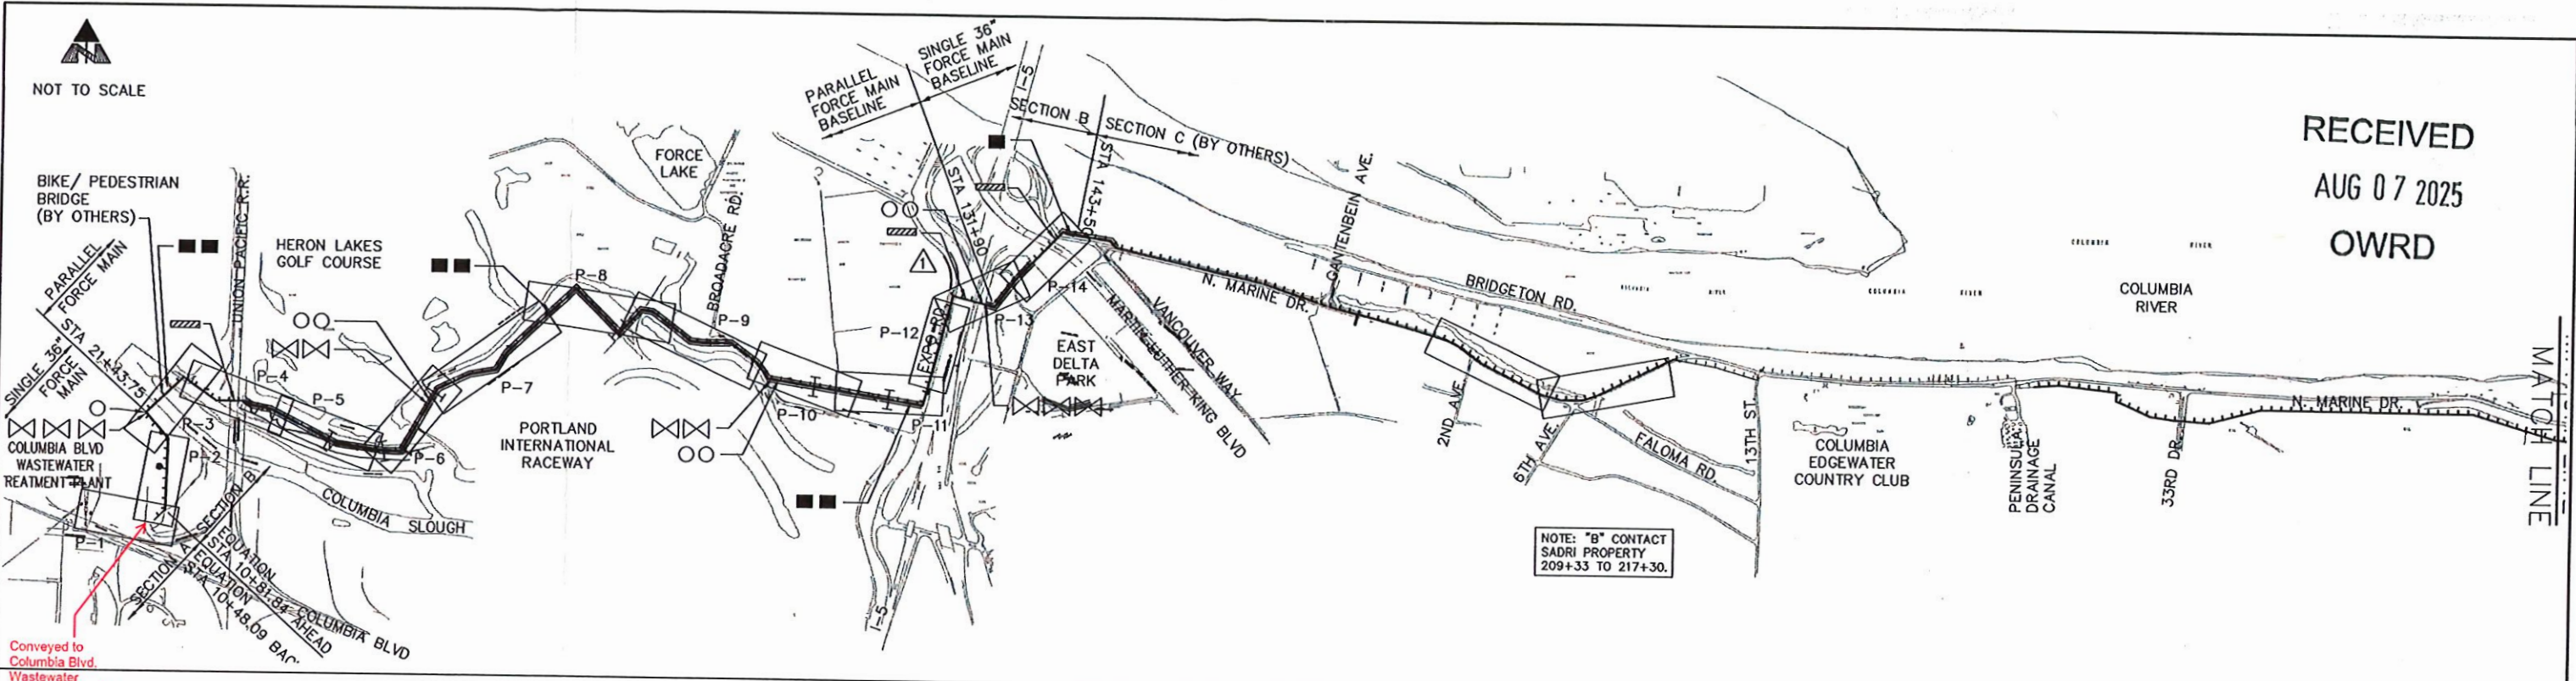 NOT TO SCALE
RECEIVED
AUG 07 2025
OWRD
BIKE/ PEDESTRIAN
BRIDGE
(BY OTHERS)
PARALLEL
FORCE MAIN
STA 21+43.75
SINGLE 36"
FORCE
MAIN
COLUMBIA BLVD
WASTEWATER
TREATMENT PLANT
UNION PACIFIC R.R.
HERON LAKES
GOLF COURSE
P-1
P-2
P-3
P-4
P-5
P-6
P-7
P-8
P-9
P-10
P-11
P-12
P-13
P-14
SECTION B
SECTION A
EQUATION
STA 10+81.84 AHEAD
EQUATION
STA 10+48.09 BAC
COLUMBIA BLVD
COLUMBIA SLOUGH
Conveyed to
Columbia Blvd.
Wastewater
FORCE
LAKE
BROADACRE RD.
PORTLAND
INTERNATIONAL
RACEWAY
PARALLEL
FORCE MAIN
BASELINE
SINGLE 36"
FORCE MAIN
BASELINE
I-5
SECTION B
SECTION C (BY OTHERS)
STA 131+90
STA 143+50
1
EXPO RD.
I-5
EAST
DELTA
PARK
MARTIN LUTHER KING BLVD
VANCOUVER WAY
N. MARINE DR.
GANTENBEIN AVE.
BRIDGETON RD.
2ND AVE.
6TH AVE.
FALOMA RD.
13TH ST.
NOTE: "B" CONTACT
SADRI PROPERTY
209+33 TO 217+30.
COLUMBIA
EDGEWATER
COUNTRY CLUB
PENINSULA
DRAINAGE
CANAL
33RD DR.
N. MARINE DR.
COLUMBIA RIVER
COLUMBIA RIVER
COLUMBIA
RIVER
MATCH LINE